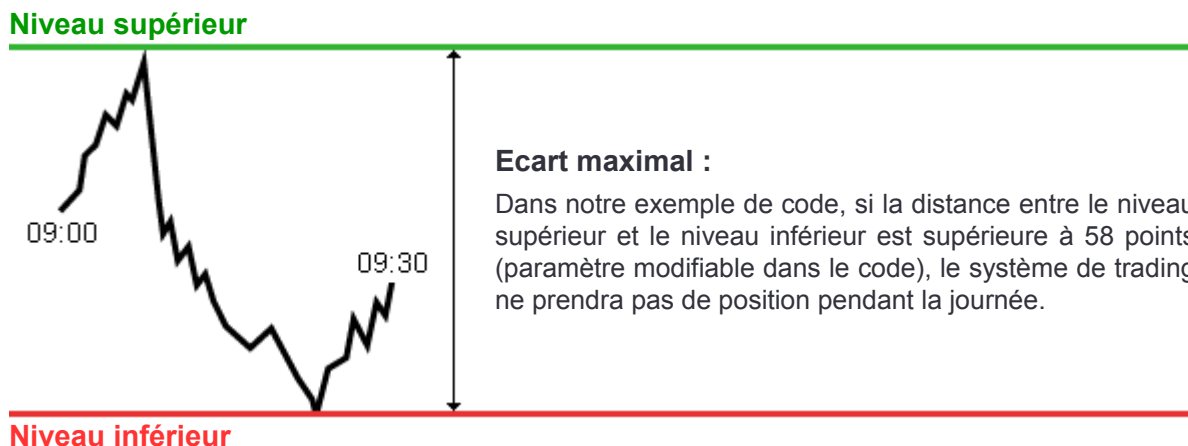 Niveau supérieur
Ecart maximal :
Dans notre exemple de code, si la distance entre le niveau
supérieur et le niveau inférieur est supérieure à 58 points
(paramètre modifiable dans le code), le système de trading
ne prendra pas de position pendant la journée.
09:00
09:30
Niveau inférieur